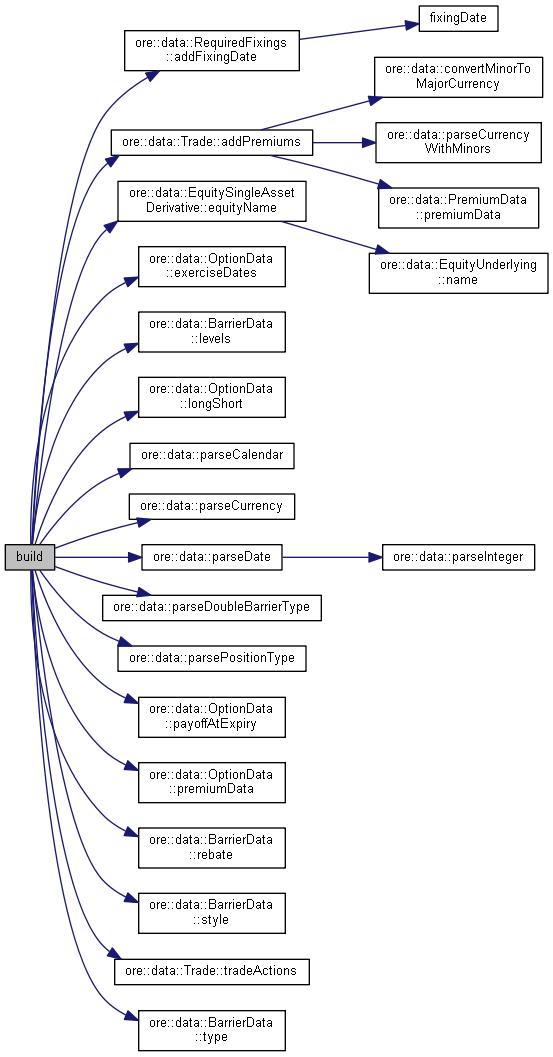 fixingDate
ore::data::RequiredFixings
::addFixingDate
ore::data::convertMinorTo
MajorCurrency
ore::data::Trade::addPremiums
ore::data::parseCurrency
WithMinors
ore::data::EquitySingleAsset
Derivative::equityName
ore::data::PremiumData
::premiumData
ore::data::OptionData
::exerciseDates
ore::data::EquityUnderlying
::name
ore::data::BarrierData
::levels
ore::data::OptionData
::longShort
ore::data::parseCalendar
ore::data::parseCurrency
build
ore::data::parseDate
ore::data::parseInteger
ore::data::parseDoubleBarrierType
ore::data::parsePositionType
ore::data::OptionData
::payoffAtExpiry
ore::data::OptionData
::premiumData
ore::data::BarrierData
::rebate
ore::data::BarrierData
::style
ore::data::Trade::tradeActions
ore::data::BarrierData
::type